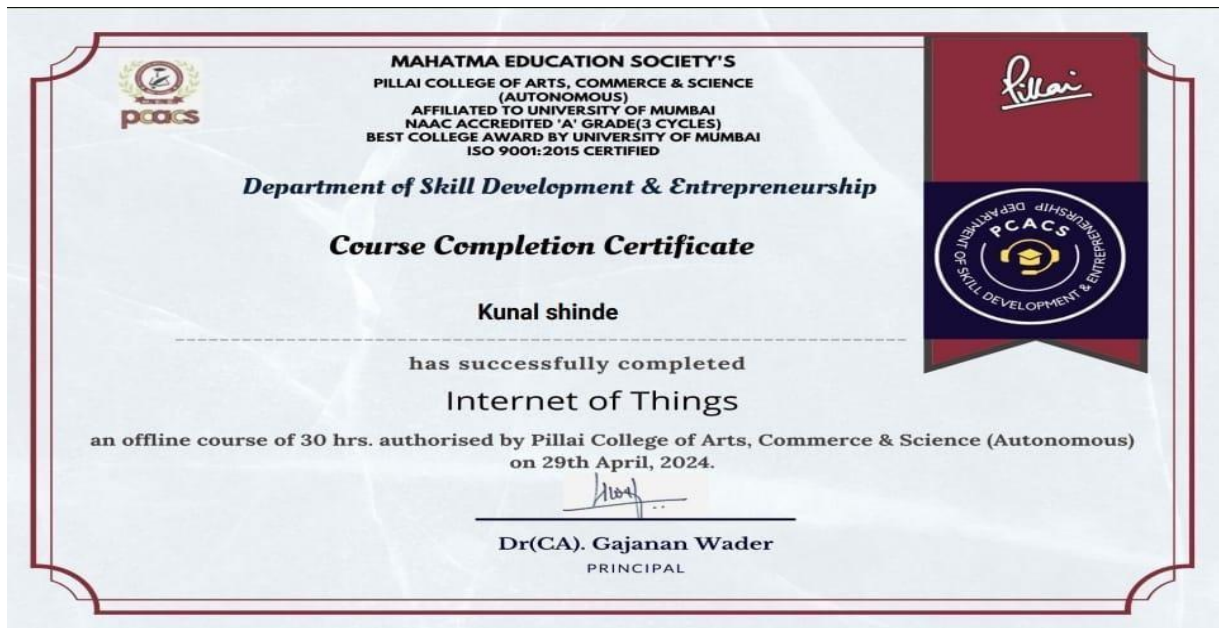 MAHATMA EDUCATION SOCIETY'S
PILLAI COLLEGE OF ARTS, COMMERCE & SCIENCE
(AUTONOMOUS)
AFFILIATED TO UNIVERSITY OF MUMBAI
NAAC ACCREDITED 'A' GRADE(3 CYCLES)
BEST COLLEGE AWARD BY UNIVERSITY OF MUMBAI
ISO 9001:2015 CERTIFIED
pcacs
Pillai
Department of Skill Development & Entrepreneurship
PCACS
DEPARTMENT OF SKILL DEVELOPMENT & ENTREPRENEURSHIP
Course Completion Certificate
Kunal shinde
has successfully completed
Internet of Things
an offline course of 30 hrs. authorised by Pillai College of Arts, Commerce & Science (Autonomous)
on 29th April, 2024.
Dr(CA). Gajanan Wader
PRINCIPAL